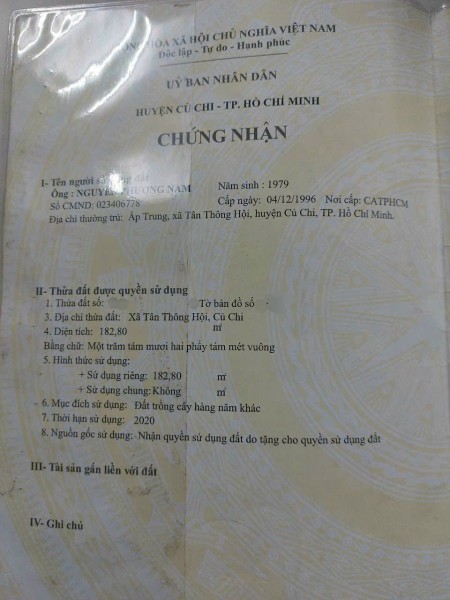 HÒA XÃ HỘI CHỦ NGHĨA VIỆT NAM
Độc lập - Tự do - Hạnh phúc
UỶ BAN NHÂN DÂN
HUYỆN CỦ CHI - TP. HỒ CHÍ MINH
CHỨNG NHẬN
I- Tên người sử dụng đất
Ông : NGUYỄN PHƯƠNG NAM Năm sinh : 1979
Số CMND: 023406778 Cấp ngày: 04/12/1996 Nơi cấp: CATPHCM
Địa chỉ thường trú: Ấp Trung, xã Tân Thông Hội, huyện Củ Chi, TP. Hồ Chí Minh.
II- Thửa đất được quyền sử dụng
1. Thửa đất số: Tờ bản đồ số
3. Địa chỉ thửa đất: Xã Tân Thông Hội, Củ Chi
4. Diện tích: 182,80 m²
Bằng chữ: Một trăm tám mươi hai phảy tám mét vuông
5. Hình thức sử dụng:
+ Sử dụng riêng: 182,80 m²
+ Sử dụng chung:Không m²
6. Mục đích sử dụng: Đất trồng cây hàng năm khác
7. Thời hạn sử dụng: 2020
8. Nguồn gốc sử dụng: Nhận quyền sử dụng đất do tặng cho quyền sử dụng đất
III- Tài sản gắn liền với đất
IV- Ghi chú